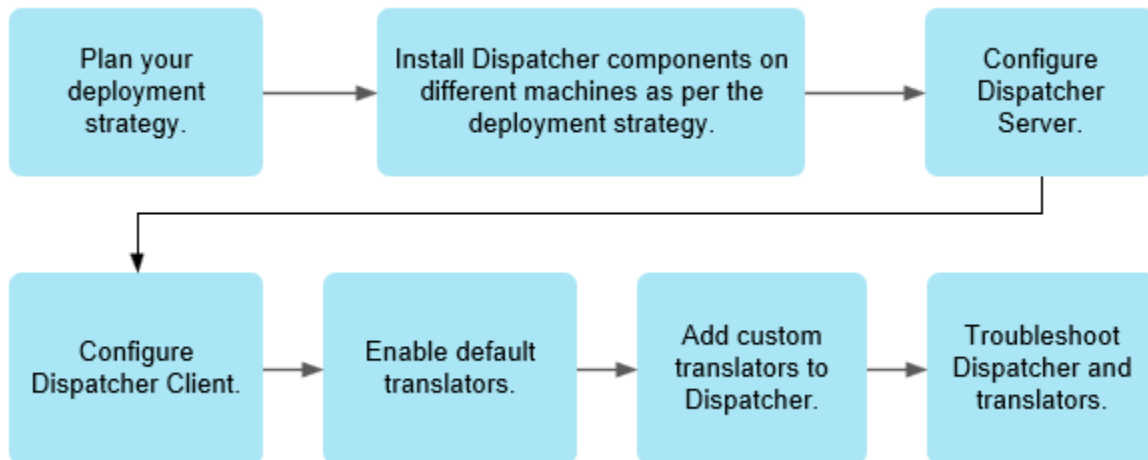 Plan your
deployment
strategy.
Install Dispatcher components on
different machines as per the
deployment strategy.
Configure
Dispatcher
Server.
Configure
Dispatcher Client.
Enable default
translators.
Add custom
translators to
Dispatcher.
Troubleshoot
Dispatcher and
translators.